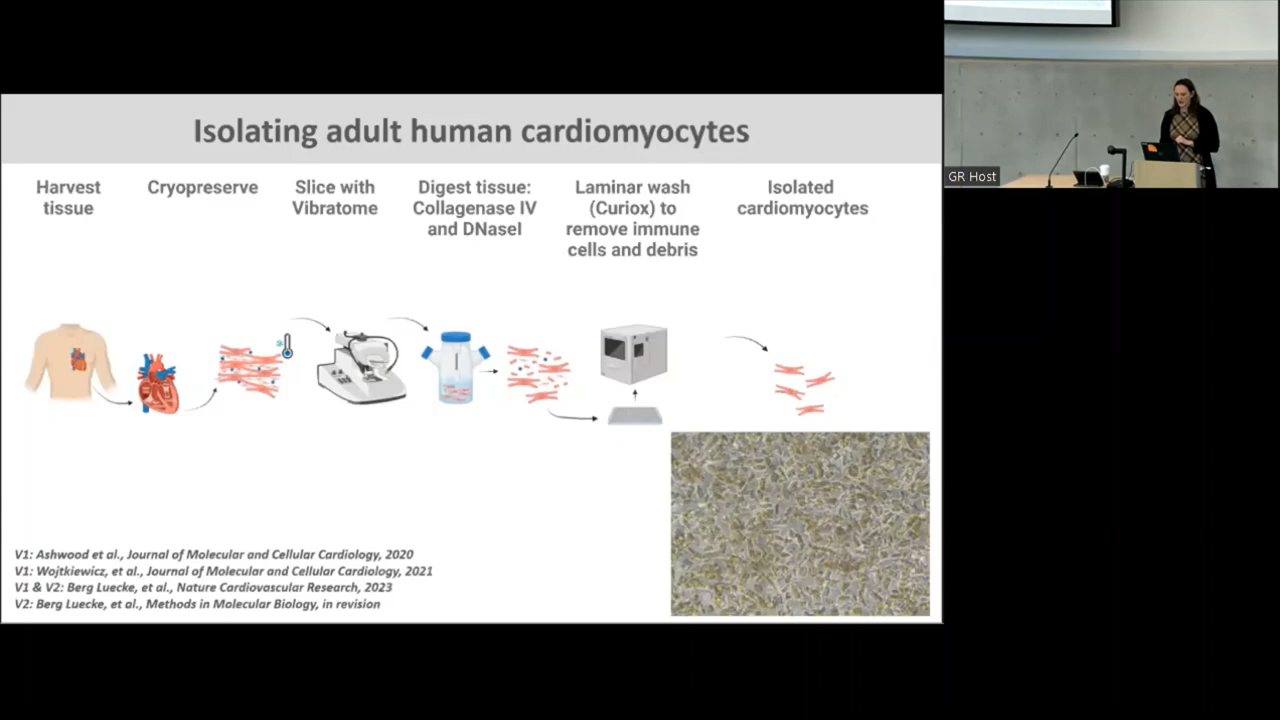 Isolating adult human cardiomyocytes
Harvest
tissue
Cryopreserve
Slice with
Vibratome
Digest tissue:
Collagenase IV
and DNaseI
Laminar wash
(Curiox) to
remove immune
cells and debris
Isolated
cardiomyocytes
V1: Ashwood et al., Journal of Molecular and Cellular Cardiology, 2020
V1: Wojtkiewicz, et al., Journal of Molecular and Cellular Cardiology, 2021
V1 & V2: Berg Luecke, et al., Nature Cardiovascular Research, 2023
V2: Berg Luecke, et al., Methods in Molecular Biology, in revision
GR Host